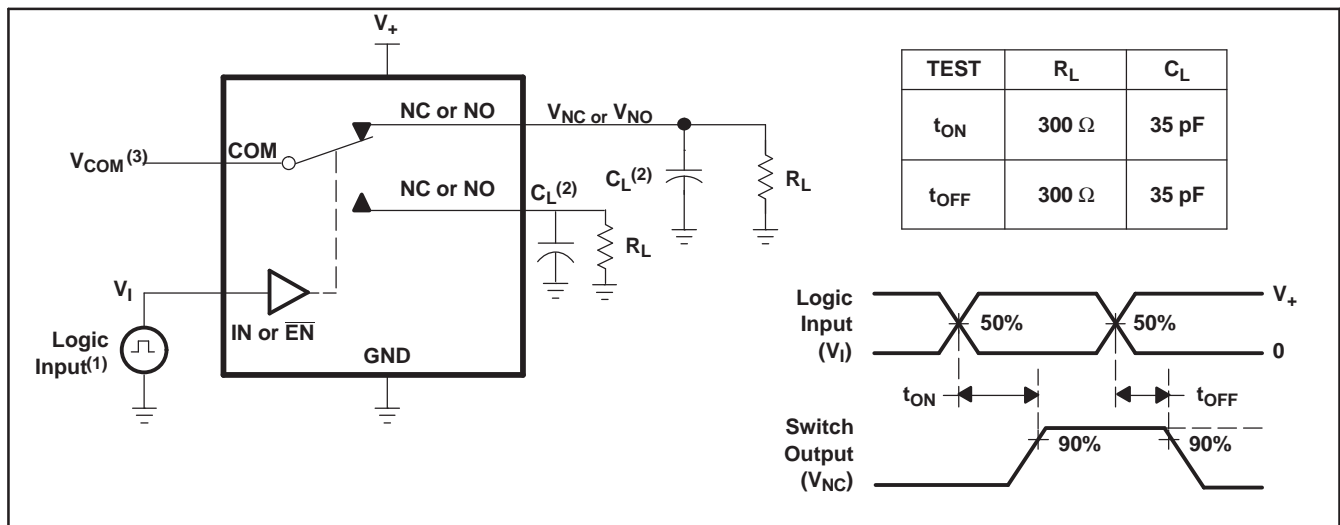 V+
NC or NO
VNC or VNO
VCOM(3)
COM
NC or NO
CL(2)
CL(2)
RL
RL
VI
IN or E̅N̅
Logic
Input(1)
GND
TEST RL CL
tON 300 Ω 35 pF
tOFF 300 Ω 35 pF
Logic
Input
(VI)
50%
50%
V+
0
tON
tOFF
Switch
Output
(VNC)
90%
90%